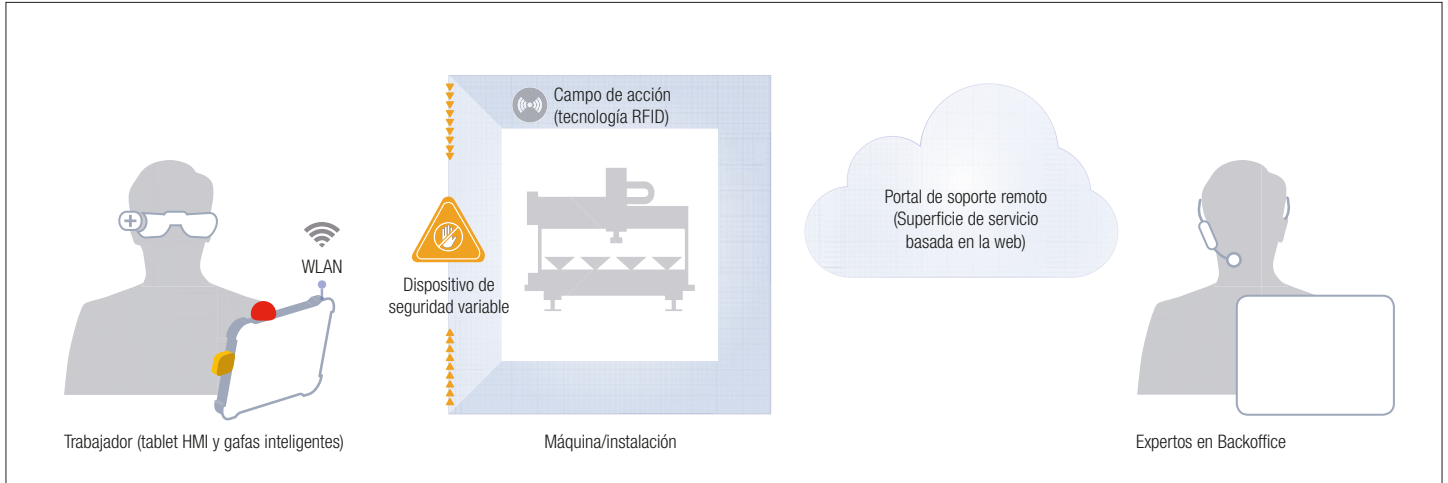 Campo de acción
(tecnología RFID)
WLAN
Dispositivo de
seguridad variable
Portal de soporte remoto
(Superficie de servicio
basada en la web)
Trabajador (tablet HMI y gafas inteligentes)
Máquina/instalación
Expertos en Backoffice